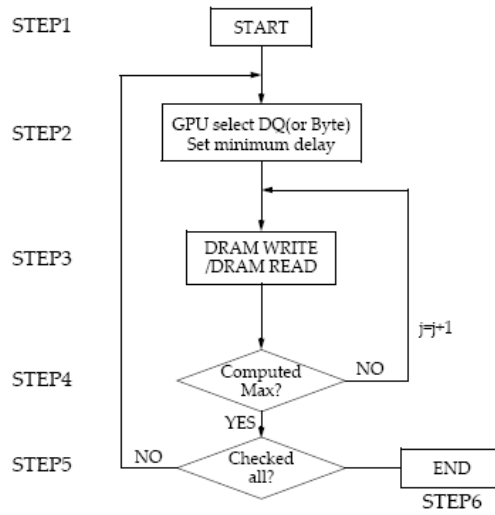 STEP1
START
STEP2
GPU select DQ(or Byte)
Set minimum delay
STEP3
DRAM WRITE
/DRAM READ
j=j+1
STEP4
Computed
Max?
NO
YES
STEP5
NO
Checked
all?
END
STEP6